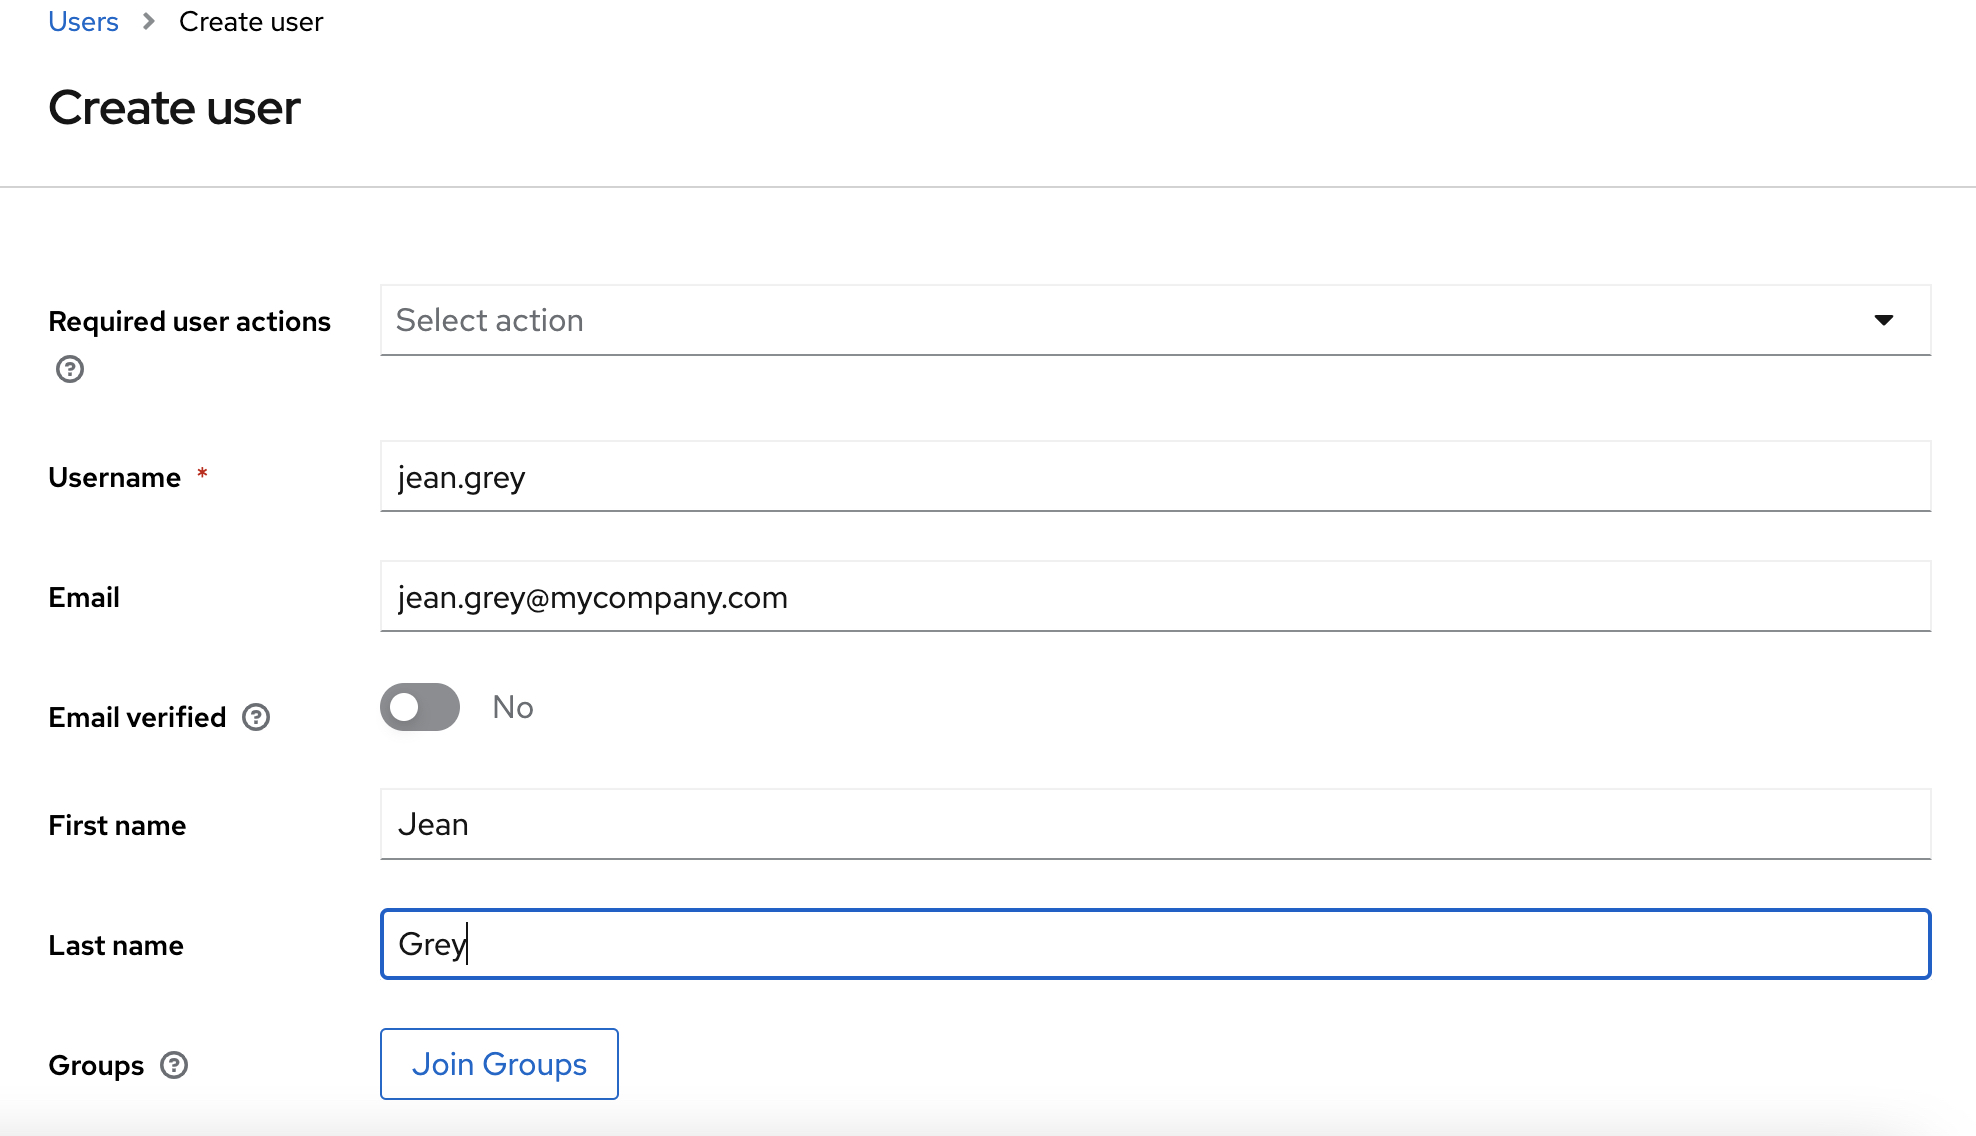 Users > Create user
Create user
Required user actions
Select action
Username *
jean.grey
Email
jean.grey@mycompany.com
Email verified
No
First name
Jean
Last name
Grey
Groups
Join Groups